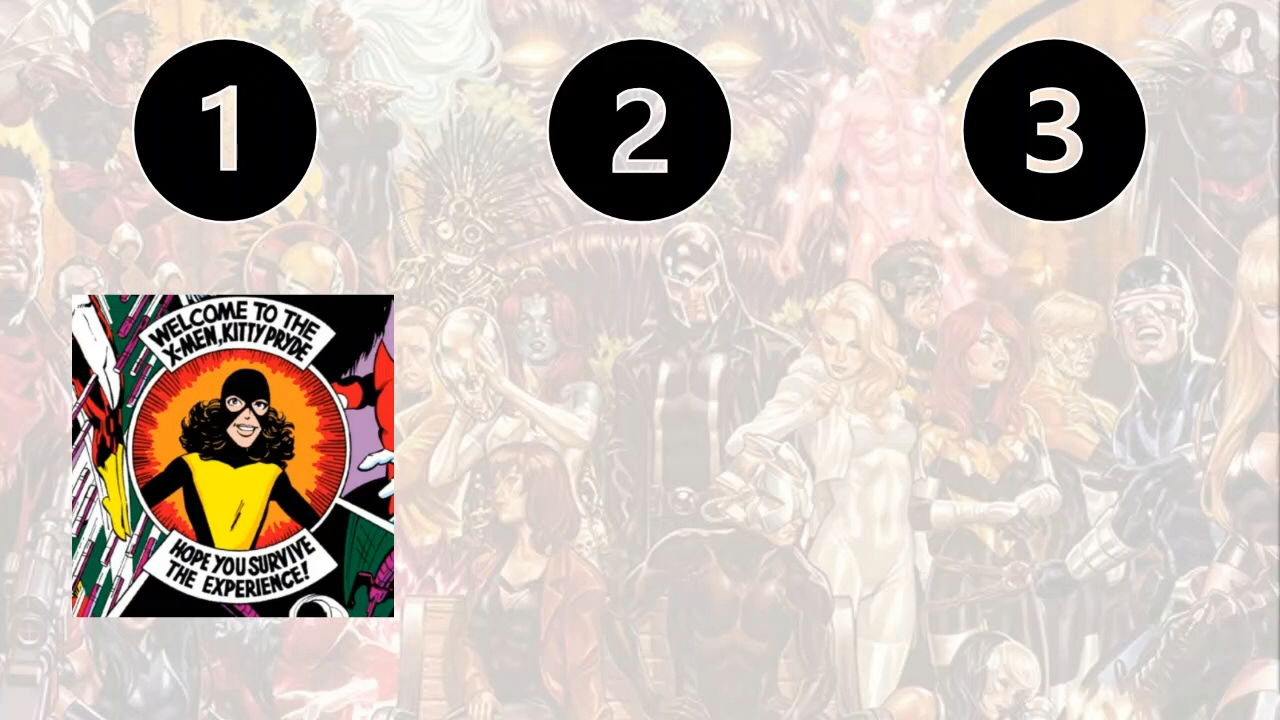 1
2
3
WELCOME TO THE
X-MEN, KITTY PRYDE
HOPE YOU SURVIVE
THE EXPERIENCE!